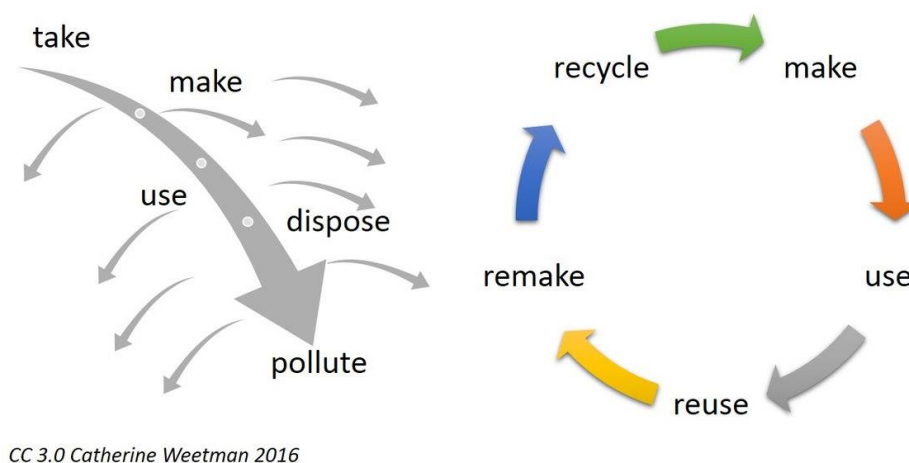 take
make
use
dispose
pollute
recycle
make
use
reuse
remake
CC 3.0 Catherine Weetman 2016